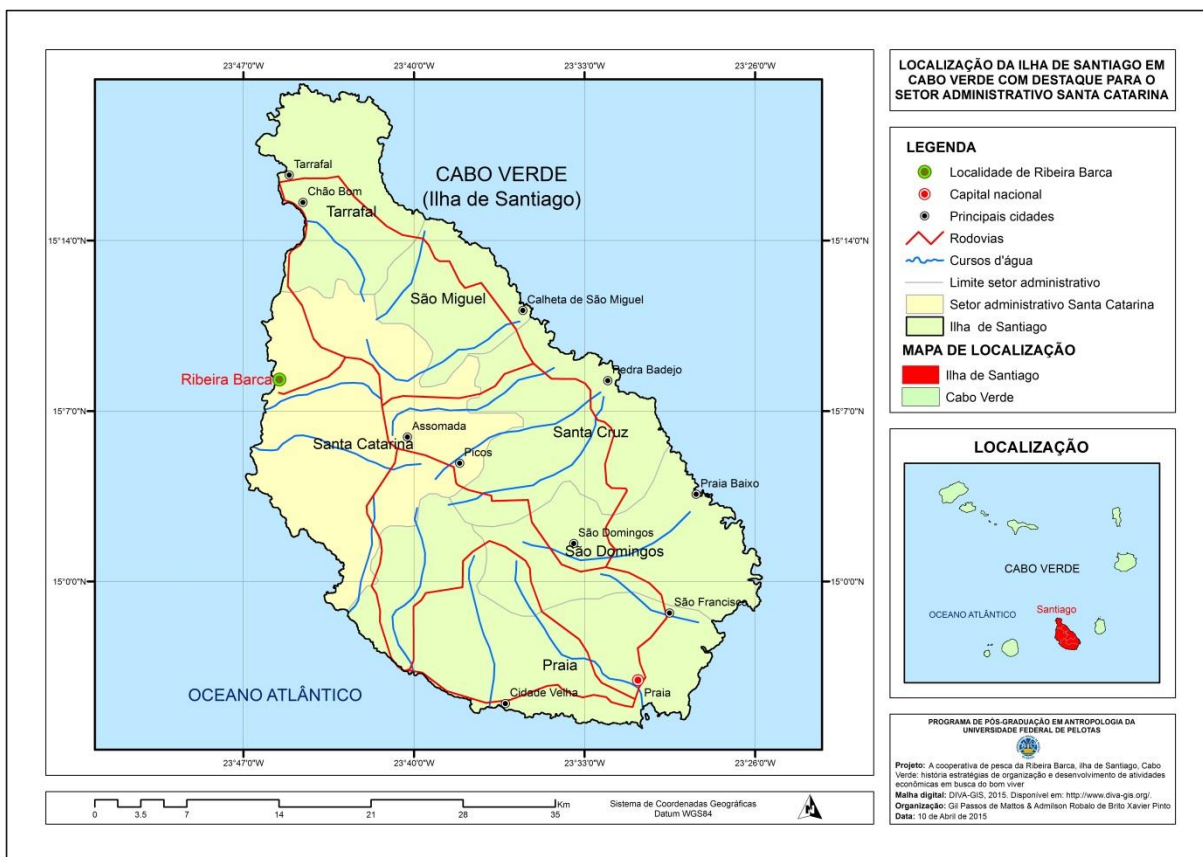 23°47'0"W
23°40'0"W
23°33'0"W
23°26'0"W
CABO VERDE
(Ilha de Santiago)
Tarrafal
Chão Bom
Tarrafal
15°14'0"N
15°14'0"N
São Miguel
Calheta de São Miguel
Ribeira Barca
Pedra Badejo
15°7'0"N
15°7'0"N
Assomada
Santa Catarina
Santa Cruz
Picos
Praia Baixo
São Domingos
São Domingos
15°0'0"N
15°0'0"N
São Francisco
Praia
Praia
Cidade Velha
OCEANO ATLÂNTICO
23°47'0"W
23°40'0"W
23°33'0"W
23°26'0"W
Km
0 3.5 7 14 21 28 35
Sistema de Coordenadas Geográficas
Datum WGS84
N
LOCALIZAÇÃO DA ILHA DE SANTIAGO EM
CABO VERDE COM DESTAQUE PARA O
SETOR ADMINISTRATIVO SANTA CATARINA
LEGENDA
Localidade de Ribeira Barca
Capital nacional
Principais cidades
Rodovias
Cursos d'água
Limite setor administrativo
Setor administrativo Santa Catarina
Ilha de Santiago
MAPA DE LOCALIZAÇÃO
Ilha de Santiago
Cabo Verde
LOCALIZAÇÃO
CABO VERDE
OCEANO ATLÂNTICO
Santiago
PROGRAMA DE PÓS-GRADUAÇÃO EM ANTROPOLOGIA DA
UNIVERSIDADE FEDERAL DE PELOTAS
Projeto: A cooperativa de pesca da Ribeira Barca, ilha de Santiago, Cabo
Verde: história estratégias de organização e desenvolvimento de atividades
econômicas em busca do bom viver
Malha digital: DIVA-GIS, 2015. Disponível em: http://www.diva-gis.org/.
Organização: Gil Passos de Mattos & Admilson Robalo de Brito Xavier Pinto
Data: 10 de Abril de 2015